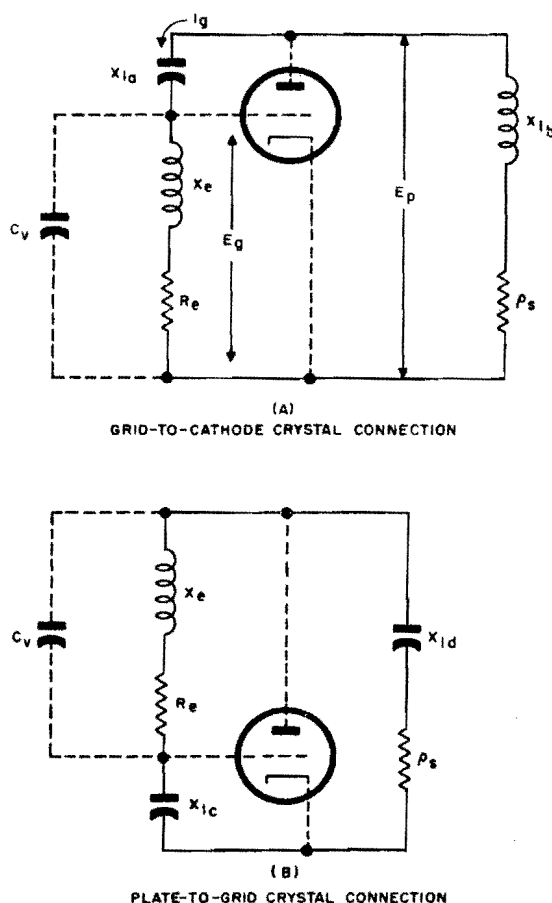 Ig
X1a
X1b
Xe
Ep
Cv
Eg
Re
ρs
(A)
GRID-TO-CATHODE CRYSTAL CONNECTION
Xe
Cv
X1d
Re
X1c
ρs
(B)
PLATE-TO-GRID CRYSTAL CONNECTION